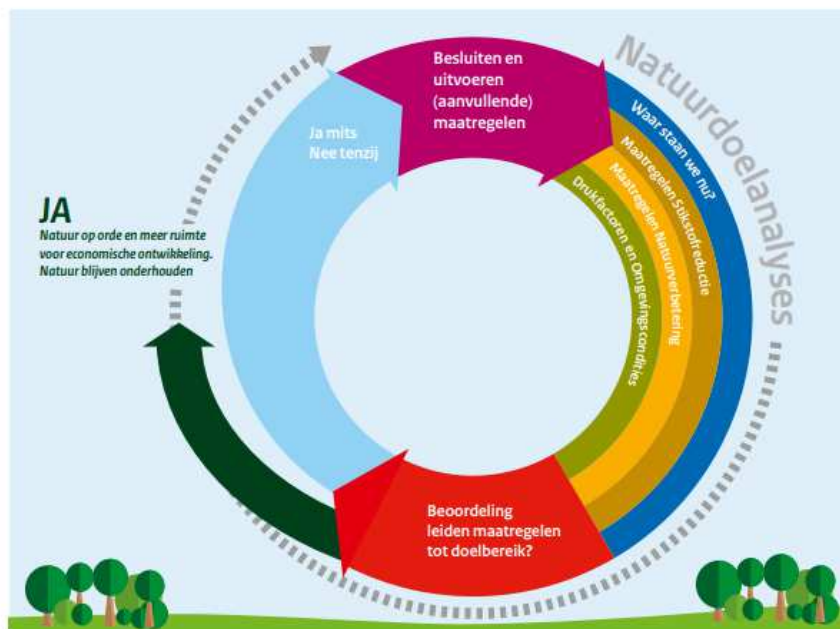 Besluiten en
uitvoeren
(aanvullende)
maatregelen
Natuurdoelanalyses
Waar staan we nu?
Maatregelen Stikstofreductie
Maatregelen Natuurverbetering
Drukfactoren en Omgevingscondities
Beoordeling
leiden maatregelen
tot doelbereik?
Ja mits
Nee tenzij
JA
Natuur op orde en meer ruimte
voor economische ontwikkeling.
Natuur blijven onderhouden